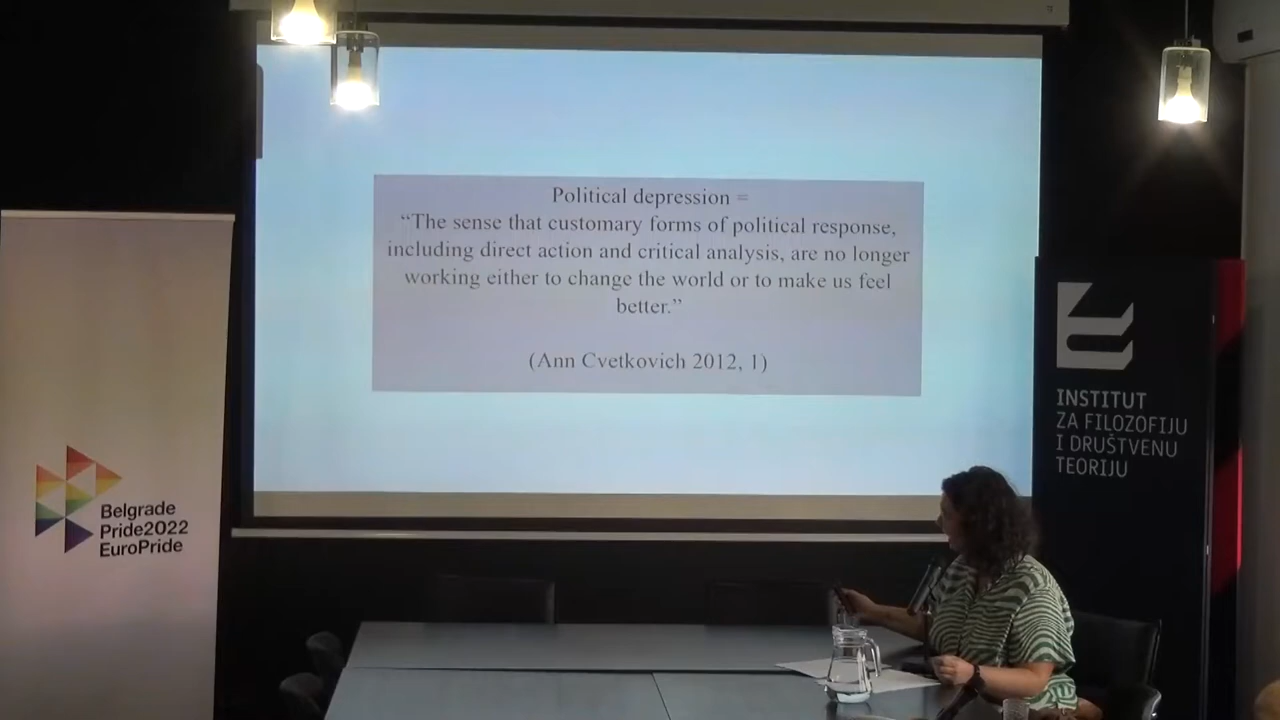 Political depression =
“The sense that customary forms of political response,
including direct action and critical analysis, are no longer
working either to change the world or to make us feel
better.”
(Ann Cvetkovich 2012, 1)
Belgrade
Pride2022
EuroPride
INSTITUT
ZA FILOZOFIJU
I DRUŠTVENU
TEORIJU